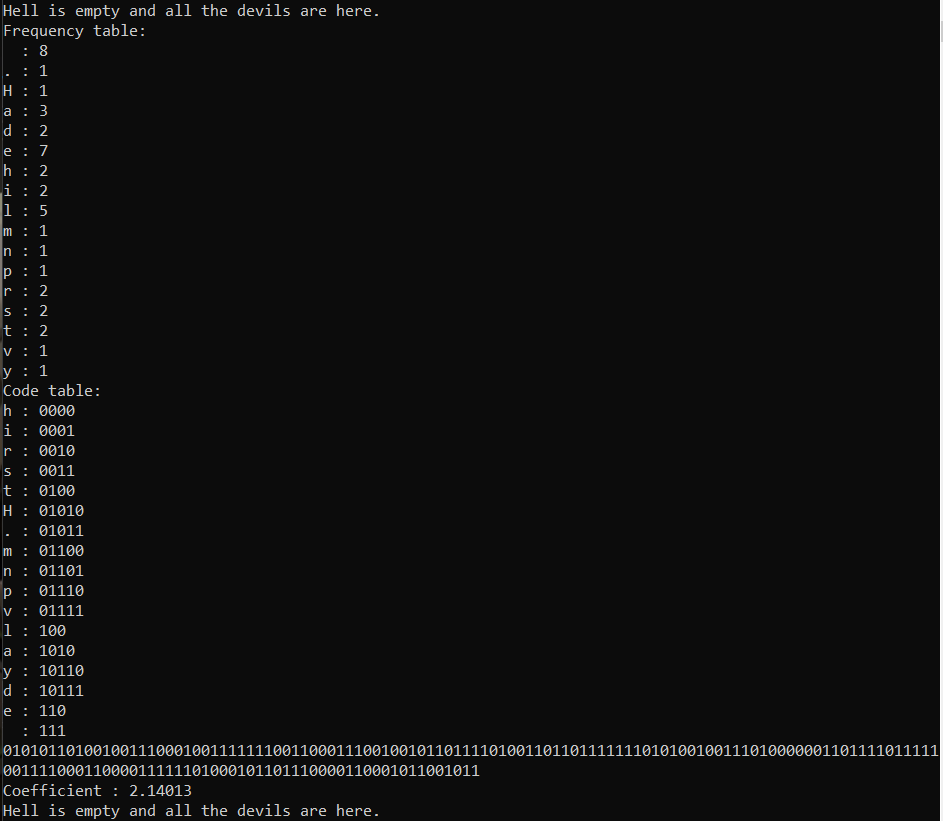 Hell is empty and all the devils are here.
Frequency table:
  : 8
. : 1
H : 1
a : 3
d : 2
e : 7
h : 2
i : 2
l : 5
m : 1
n : 1
p : 1
r : 2
s : 2
t : 2
v : 1
y : 1
Code table:
h : 0000
i : 0001
r : 0010
s : 0011
t : 0100
H : 01010
. : 01011
m : 01100
n : 01101
p : 01110
v : 01111
l : 100
a : 1010
y : 10110
d : 10111
e : 110
  : 111
01010110100100111000100111111100110001110010010110111101001101101111111010100100111010000001101111011111
00111100011000011111101000101101110000110001011001011
Coefficient : 2.14013
Hell is empty and all the devils are here.